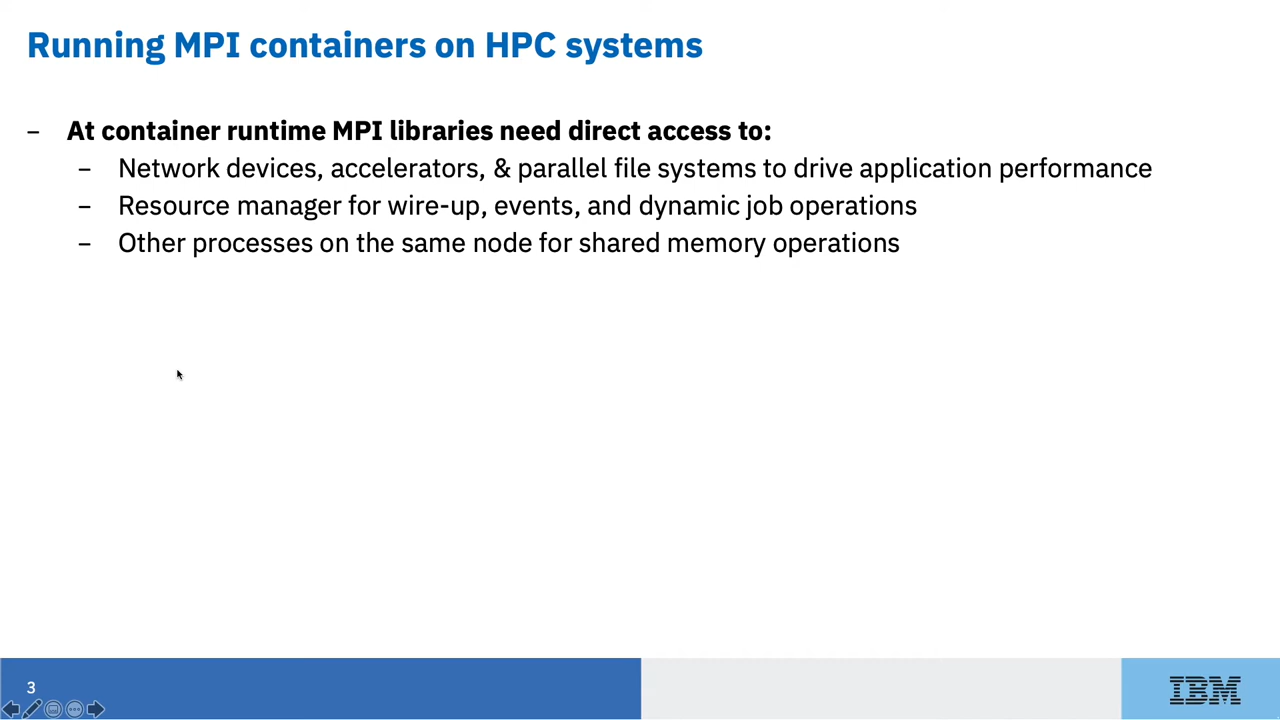 Running MPI containers on HPC systems
– At container runtime MPI libraries need direct access to:
– Network devices, accelerators, & parallel file systems to drive application performance
– Resource manager for wire-up, events, and dynamic job operations
– Other processes on the same node for shared memory operations
3
IBM